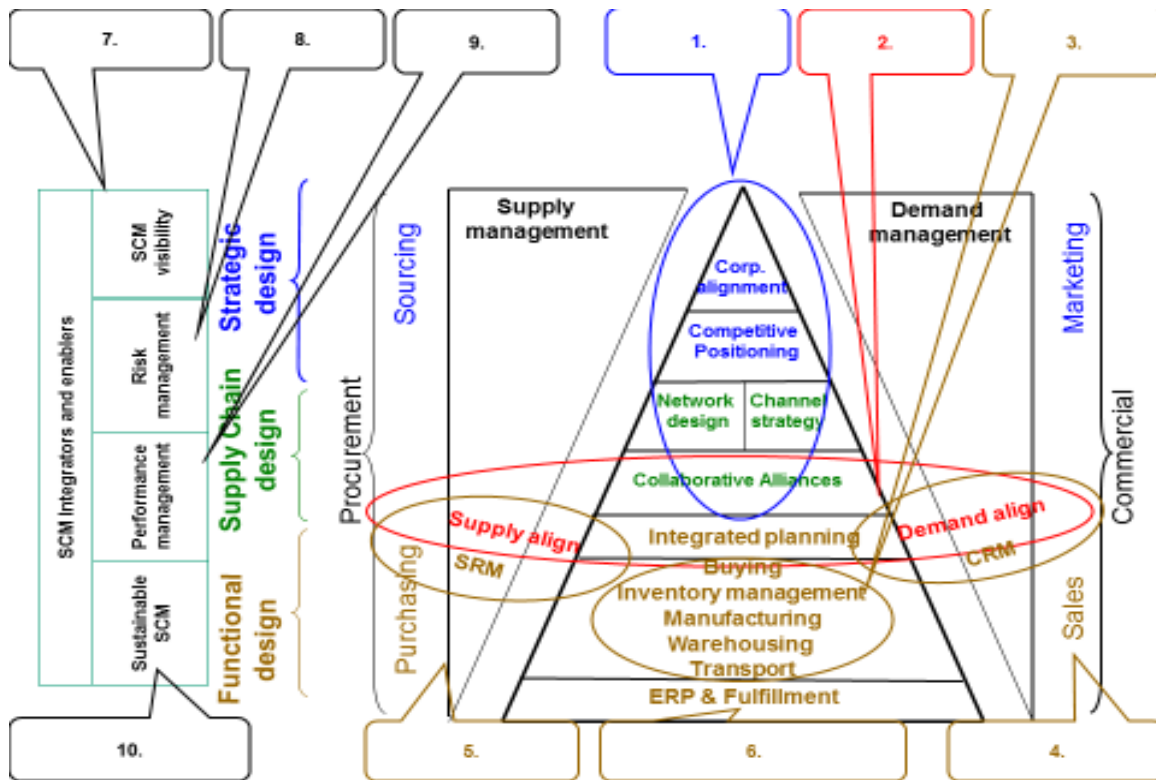 7.
8.
9.
1.
2.
3.
SCM Integrators and enablers
SCM
visibility
Risk
management
Performance
management
Sustainable
SCM
Strategic
design
Supply Chain
design
Functional
design
Sourcing
Procurement
Purchasing
Supply
management
Demand
management
Corp.
alignment
Competitive
Positioning
Network
design
Channel
strategy
Collaborative Alliances
Supply align
Demand align
Integrated planning
SRM
CRM
Buying
Inventory management
Manufacturing
Warehousing
Transport
ERP & Fulfillment
Marketing
Commercial
Sales
10.
5.
6.
4.